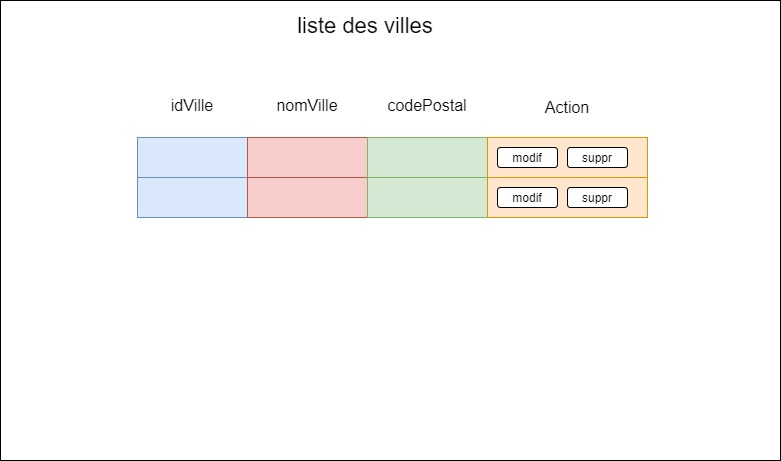 liste des villes
idVille nomVille codePostal Action
modif suppr
modif suppr